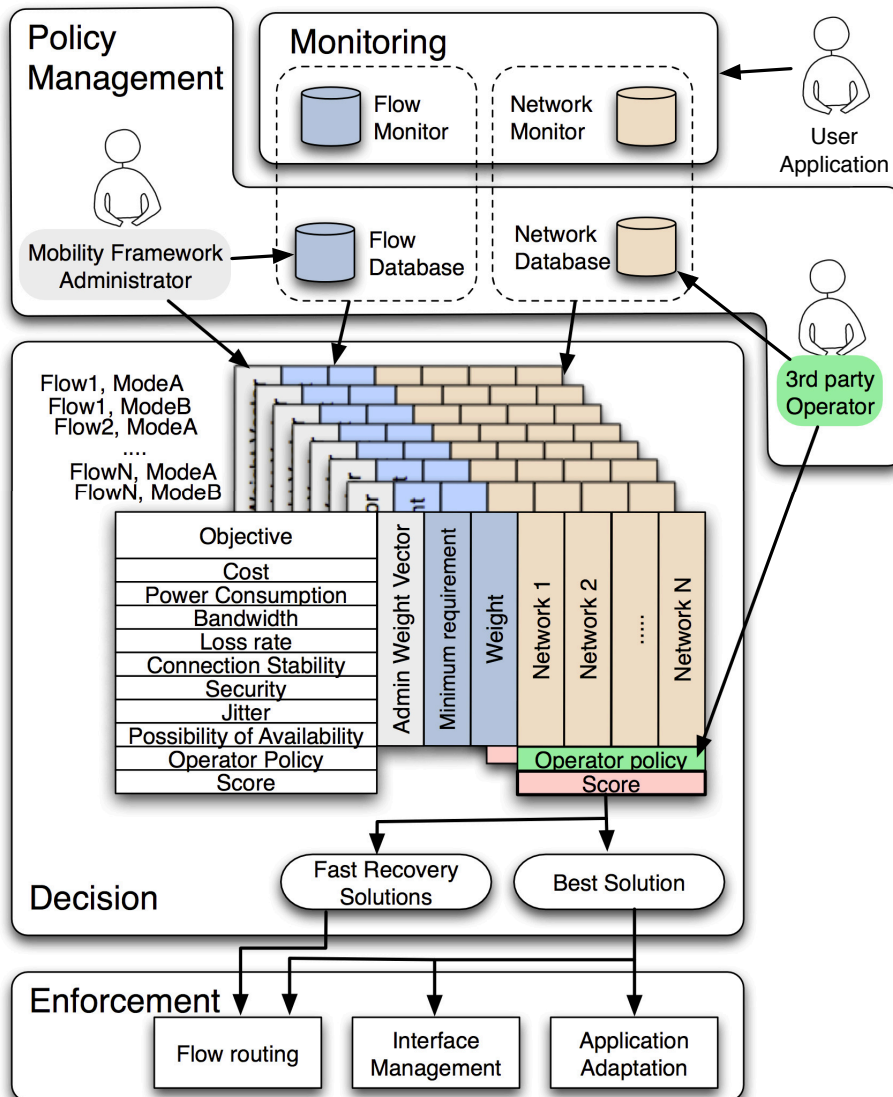 Policy
Management
Monitoring
Flow
Monitor
Network
Monitor
User
Application
Mobility Framework
Administrator
Flow
Database
Network
Database
3rd party
Operator
Flow1, ModeA
Flow1, ModeB
Flow2, ModeA
....
FlowN, ModeA
FlowN, ModeB
Objective
Cost
Power Consumption
Bandwidth
Loss rate
Connection Stability
Security
Jitter
Possibility of Availability
Operator Policy
Score
Admin Weight Vector
Minimum requirement
Weight
Network 1
Network 2
.....
Network N
Operator policy
Score
Fast Recovery
Solutions
Best Solution
Decision
Enforcement
Flow routing
Interface
Management
Application
Adaptation